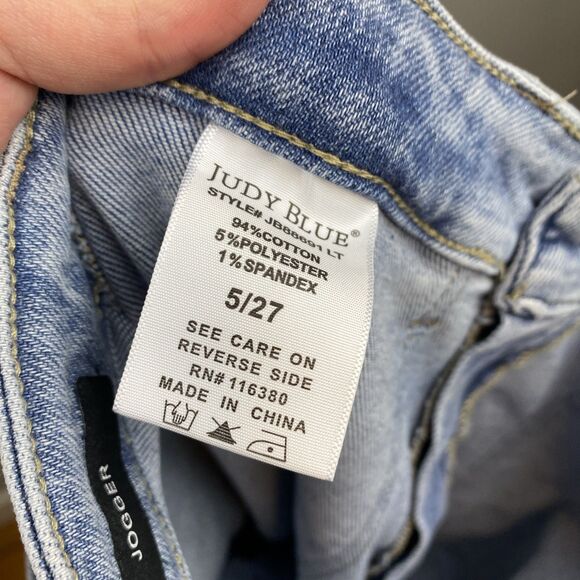 JUDY BLUE®
STYLE# JB88691 LT
94%COTTON
5%POLYESTER
1%SPANDEX
5/27
SEE CARE ON
REVERSE SIDE
RN# 116380
MADE IN CHINA
JOGGER